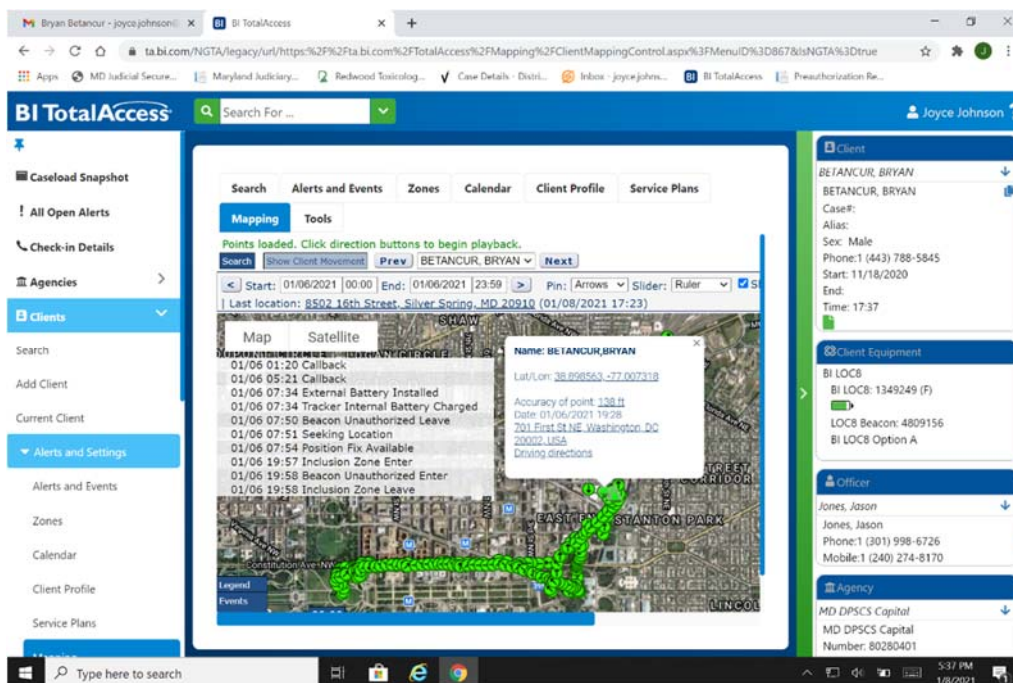 Bryan Betancur - joyce.johnson@
BI BI TotalAccess
ta.bi.com/NGTA/legacy/url/https:%2F%2Fta.bi.com%2FTotalAccess%2FMapping%2FClientMappingControl.aspx%3FMenuID%3D867&IsNGTA%3Dtrue
J
Apps MD Judicial Secure... Maryland Judiciary... Redwood Toxicolog... Case Details - Distri... Inbox - joyce.johns... BI BI TotalAccess Preauthorization Re...
BI TotalAccess
Search For ...
Joyce Johnson
Caseload Snapshot
! All Open Alerts
Check-in Details
Agencies
Clients
Search
Add Client
Current Client
Alerts and Settings
Alerts and Events
Zones
Calendar
Client Profile
Service Plans
Mapping
Search Alerts and Events Zones Calendar Client Profile Service Plans
Mapping Tools
Points loaded. Click direction buttons to begin playback.
Search Show Client Movement Prev BETANCUR, BRYAN Next
< Start: 01/06/2021 00:00 End: 01/06/2021 23:59 > Pin: Arrows Slider: Ruler
| Last location: 8502 16th Street, Silver Spring, MD 20910 (01/08/2021 17:23)
SHAW
Map Satellite
LOGAN CIRCLE
01/06 01:20 Callback
01/06 05:21 Callback
01/06 07:34 External Battery Installed
01/06 07:34 Tracker Internal Battery Charged
01/06 07:50 Beacon Unauthorized Leave
01/06 07:51 Seeking Location
01/06 07:54 Position Fix Available
01/06 19:57 Inclusion Zone Enter
01/06 19:58 Beacon Unauthorized Enter
01/06 19:58 Inclusion Zone Leave
Name: BETANCUR,BRYAN
Lat/Lon: 38.898563, -77.007318
Accuracy of point: 138 ft
Date: 01/06/2021 19:28
701 First St NE, Washington, DC
20002, USA
Driving directions
STREET
CORRIDOR
EAST END
STANTON PARK
Constitution Ave NW
LINCOL
Legend
Events
Client
BETANCUR, BRYAN
BETANCUR, BRYAN
Case#:
Alias:
Sex: Male
Phone:1 (443) 788-5845
Start: 11/18/2020
End:
Time: 17:37
Client Equipment
BI LOC8
BI LOC8: 1349249 (F)
LOC8 Beacon: 4809156
BI LOC8 Option A
Officer
Jones, Jason
Jones, Jason
Phone:1 (301) 998-6726
Mobile:1 (240) 274-8170
Agency
MD DPSCS Capital
MD DPSCS Capital
Number: 80280401
Type here to search
5:37 PM
1/8/2021